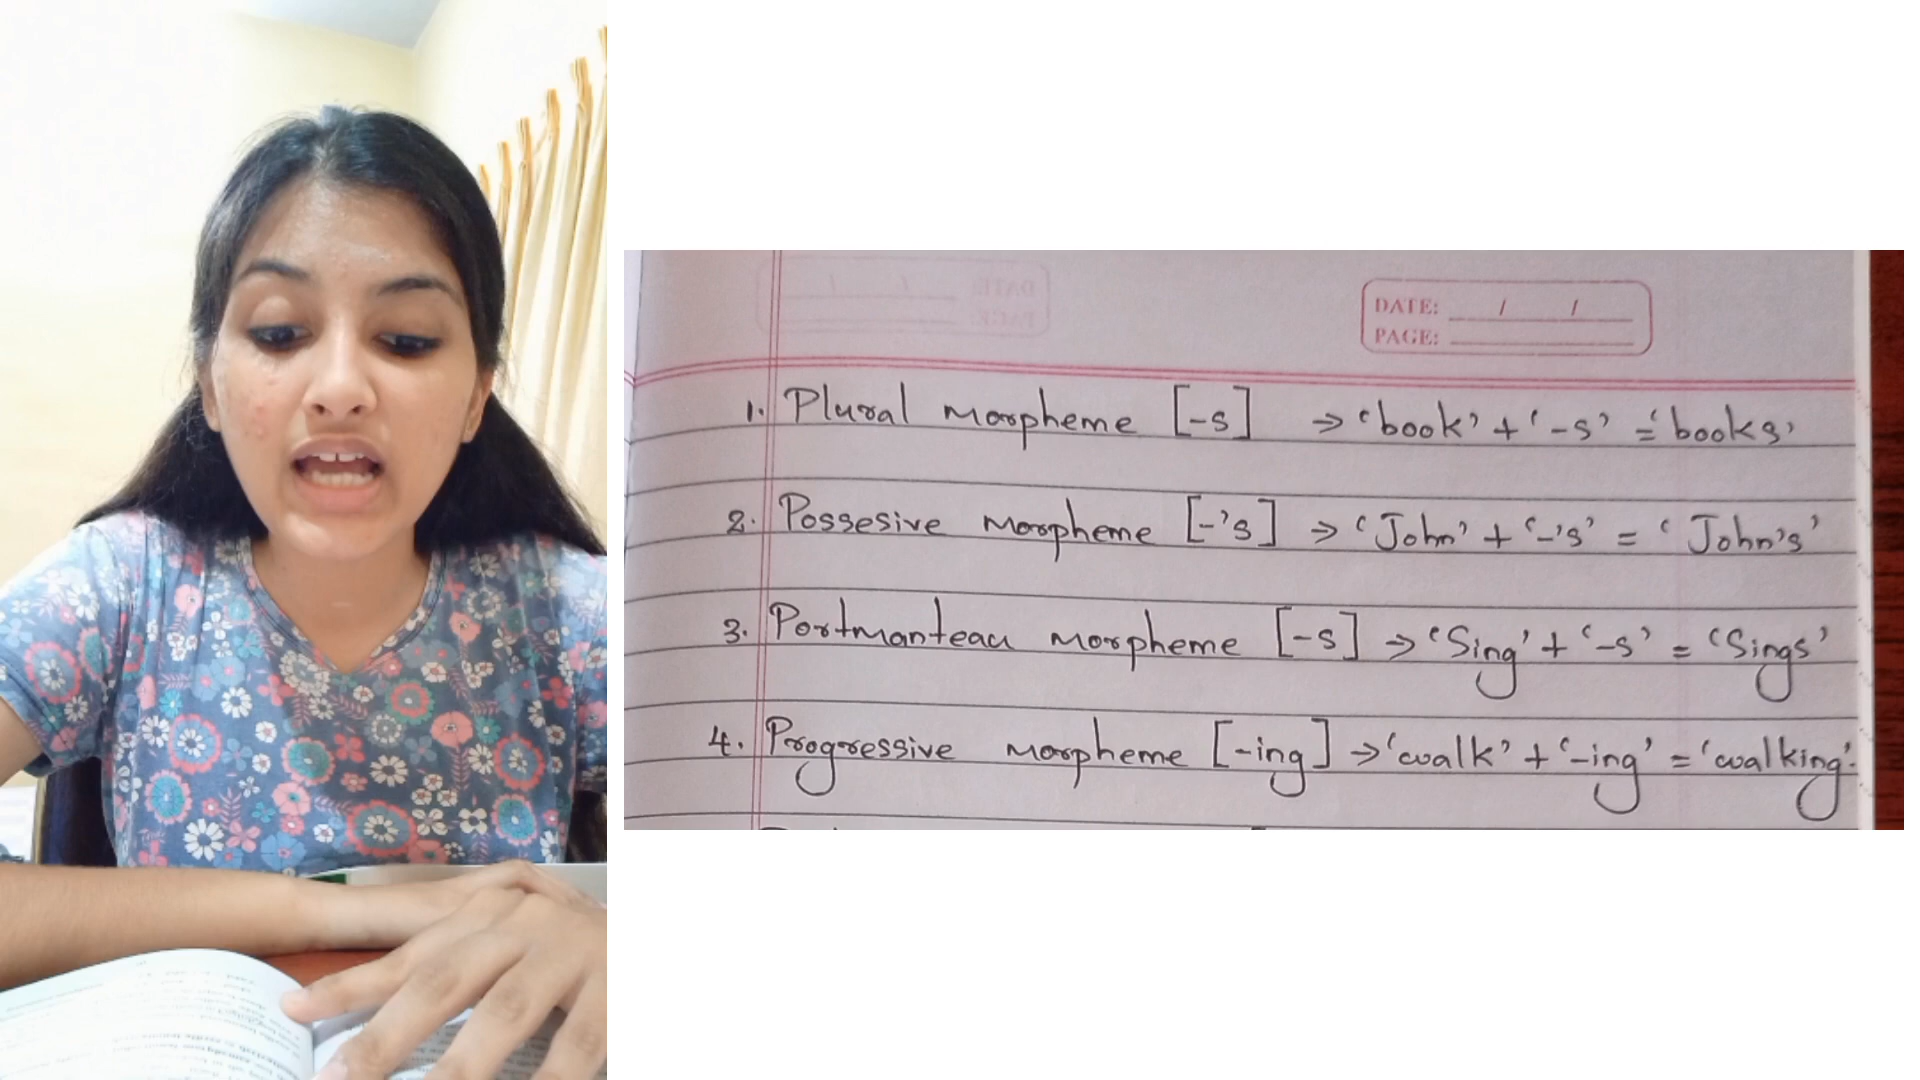 DATE: / /
PAGE:
1. Plural morpheme [-s] → 'book' + '-s' = 'books'
2. Possesive morpheme [-'s] → 'John' + '-'s' = 'John's'
3. Portmanteau morpheme [-s] → 'Sing' + '-s' = 'Sings'
4. Progressive morpheme [-ing] → 'walk' + '-ing' = 'walking'.